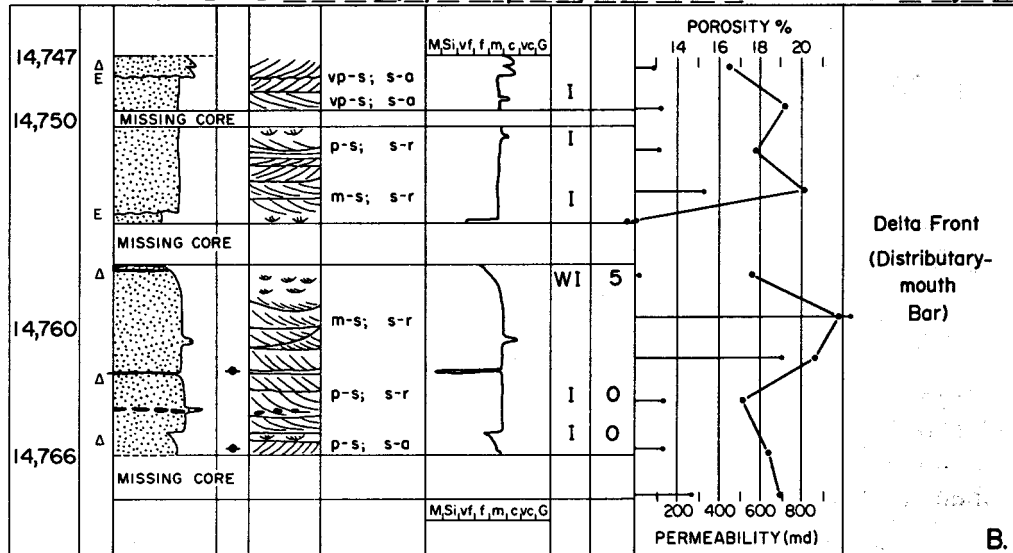 POROSITY %
14 16 18 20
M,Si,vf,f,m,c,vc,G
14,747
Δ
E
vp-s; s-a
vp-s; s-a
I
MISSING CORE
14,750
p-s; s-r
I
m-s; s-r
I
E
MISSING CORE
Δ
WI 5
14,760
m-s; s-r
Δ
p-s; s-r
I O
Δ
I O
p-s; s-a
14,766
MISSING CORE
M,Si,vf,f,m,c,vc,G
200 400 600 800
PERMEABILITY (md)
Delta Front
(Distributary-
mouth
Bar)
B.